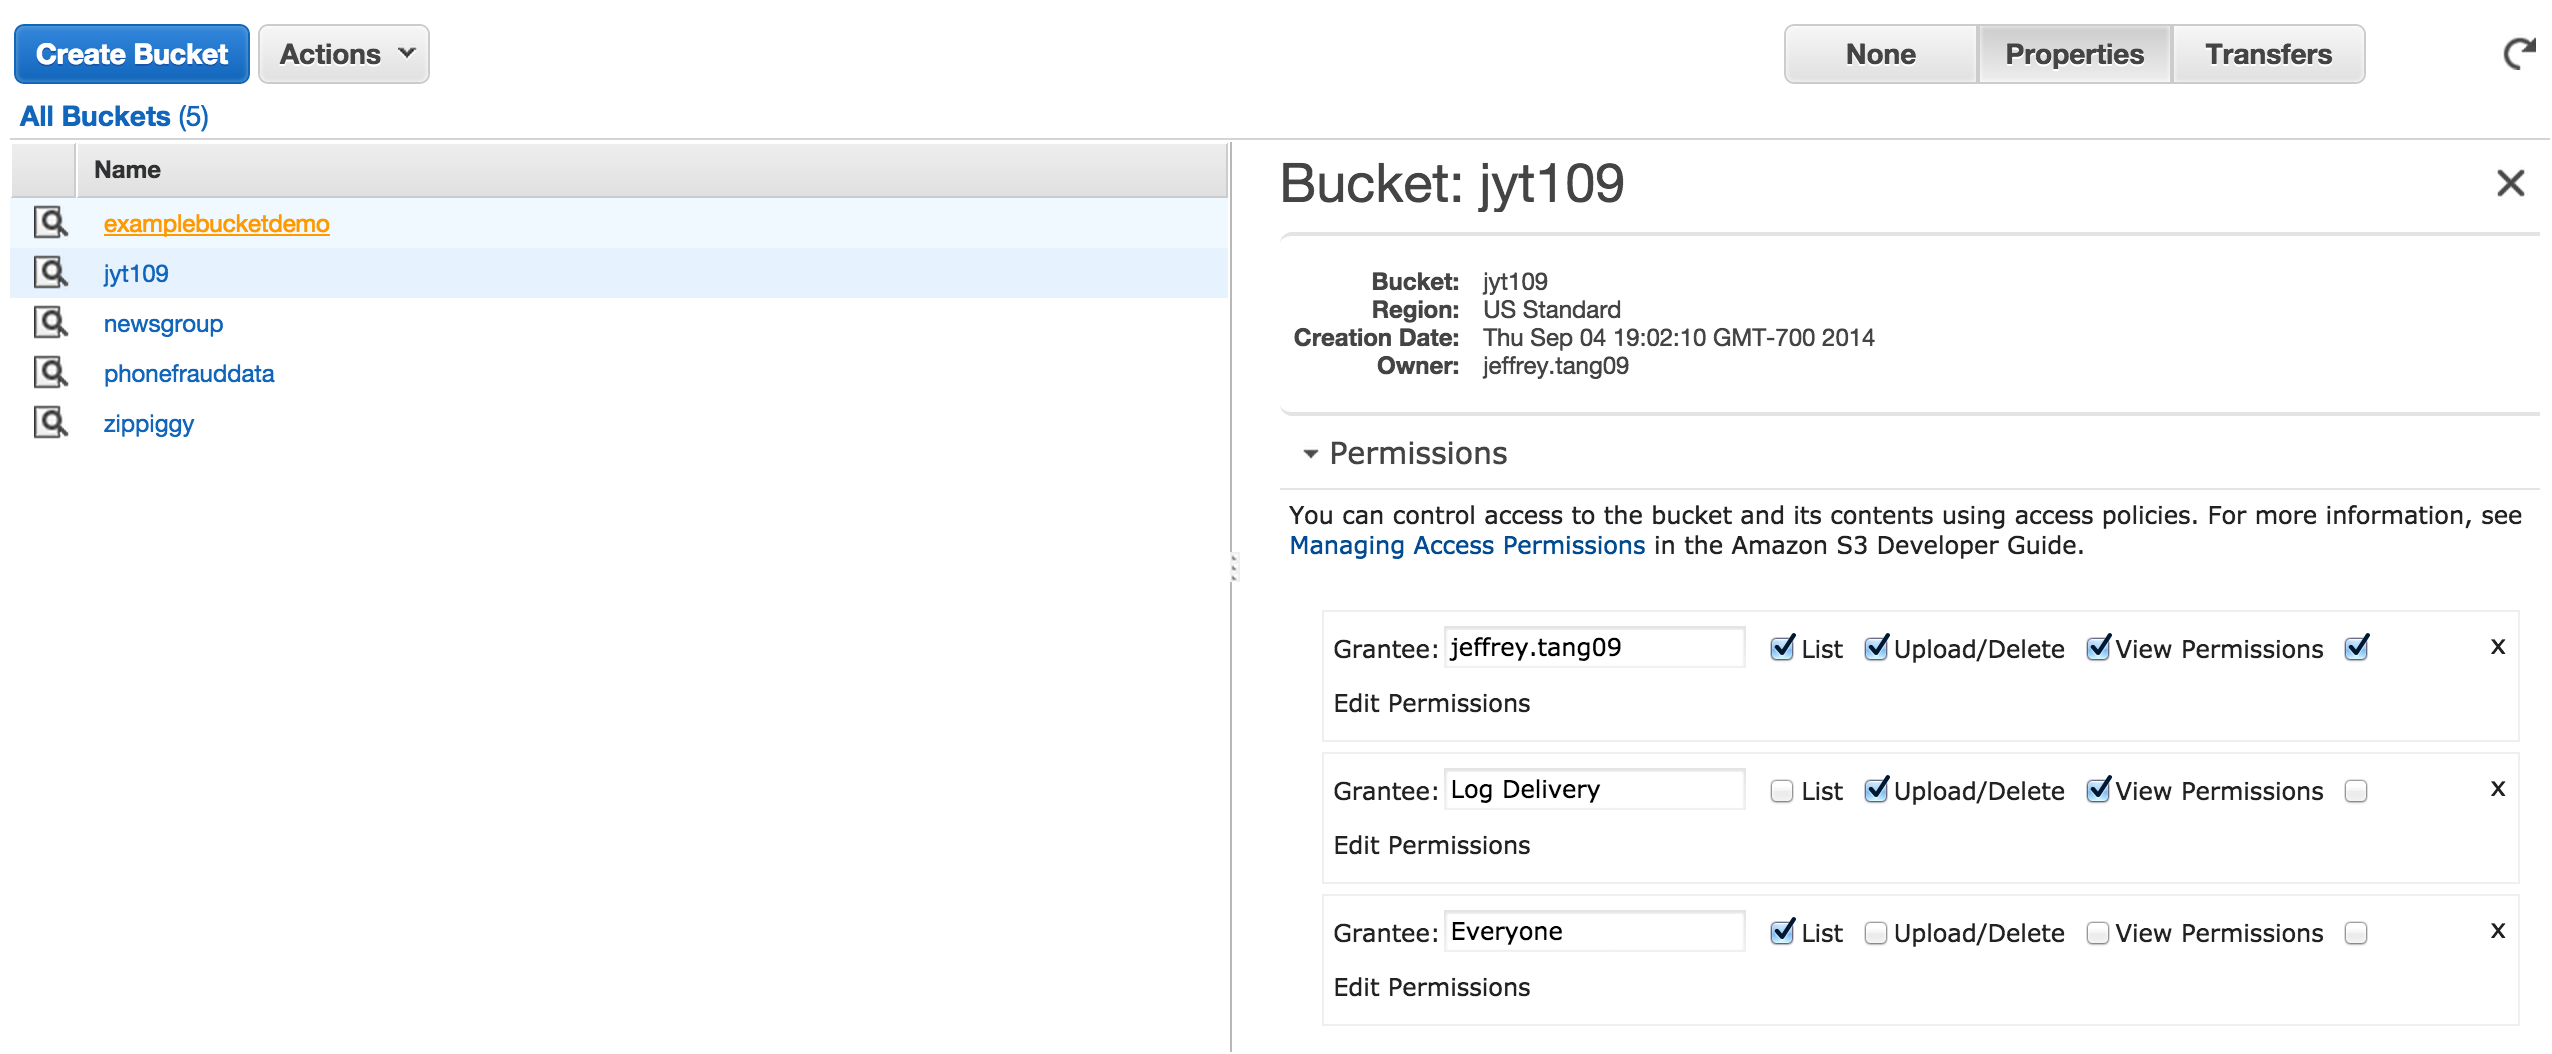 Create Bucket
Actions
None
Properties
Transfers
All Buckets (5)
Name
examplebucketdemo
jyt109
newsgroup
phonefrauddata
zippiggy
Bucket: jyt109
Bucket: jyt109
Region: US Standard
Creation Date: Thu Sep 04 19:02:10 GMT-700 2014
Owner: jeffrey.tang09
Permissions
You can control access to the bucket and its contents using access policies. For more information, see
Managing Access Permissions in the Amazon S3 Developer Guide.
Grantee: jeffrey.tang09 List Upload/Delete View Permissions x
Edit Permissions
Grantee: Log Delivery List Upload/Delete View Permissions x
Edit Permissions
Grantee: Everyone List Upload/Delete View Permissions x
Edit Permissions